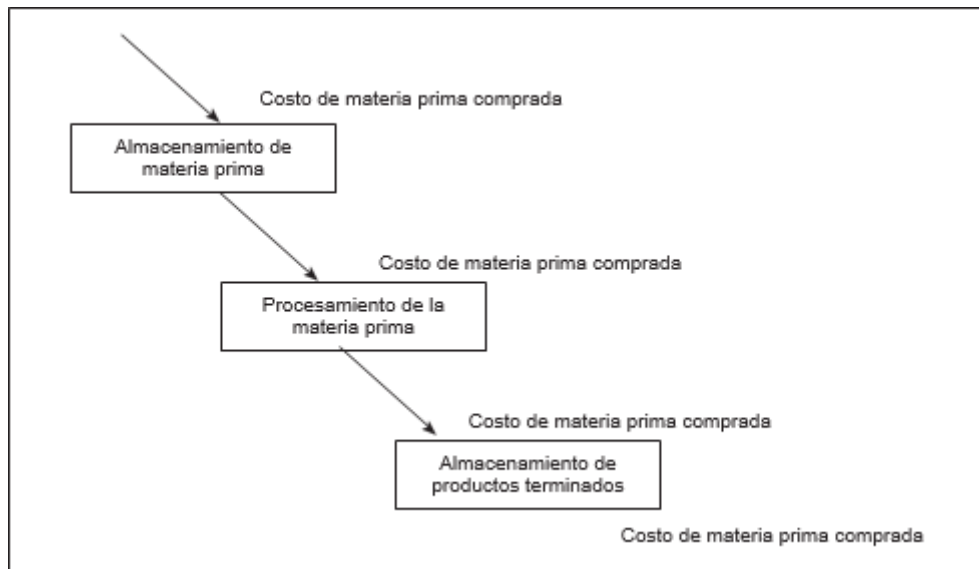 Costo de materia prima comprada
Almacenamiento de
materia prima
Costo de materia prima comprada
Procesamiento de la
materia prima
Costo de materia prima comprada
Almacenamiento de
productos terminados
Costo de materia prima comprada